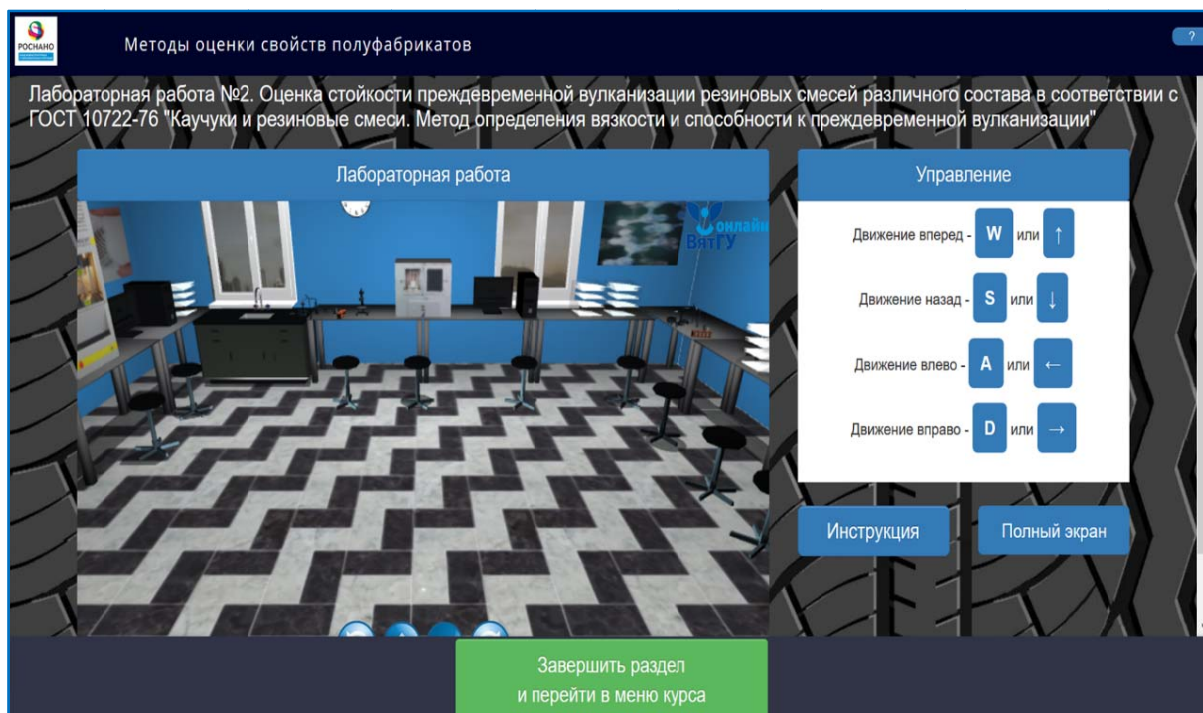 РОСНАНО
Методы оценки свойств полуфабрикатов
?
Лабораторная работа №2. Оценка стойкости преждевременной вулканизации резиновых смесей различного состава в соответствии с
ГОСТ 10722-76 "Каучуки и резиновые смеси. Метод определения вязкости и способности к преждевременной вулканизации"
Лабораторная работа
онлайн
ВятГУ
Управление
Движение вперед - W или ↑
Движение назад - S или ↓
Движение влево - A или ←
Движение вправо - D или →
Инструкция
Полный экран
Завершить раздел
и перейти в меню курса